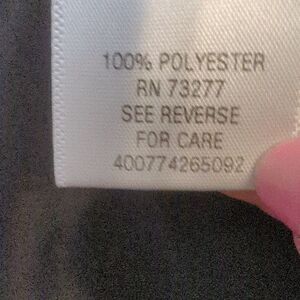 100% POLYESTER
RN 73277
SEE REVERSE
FOR CARE
400774265092